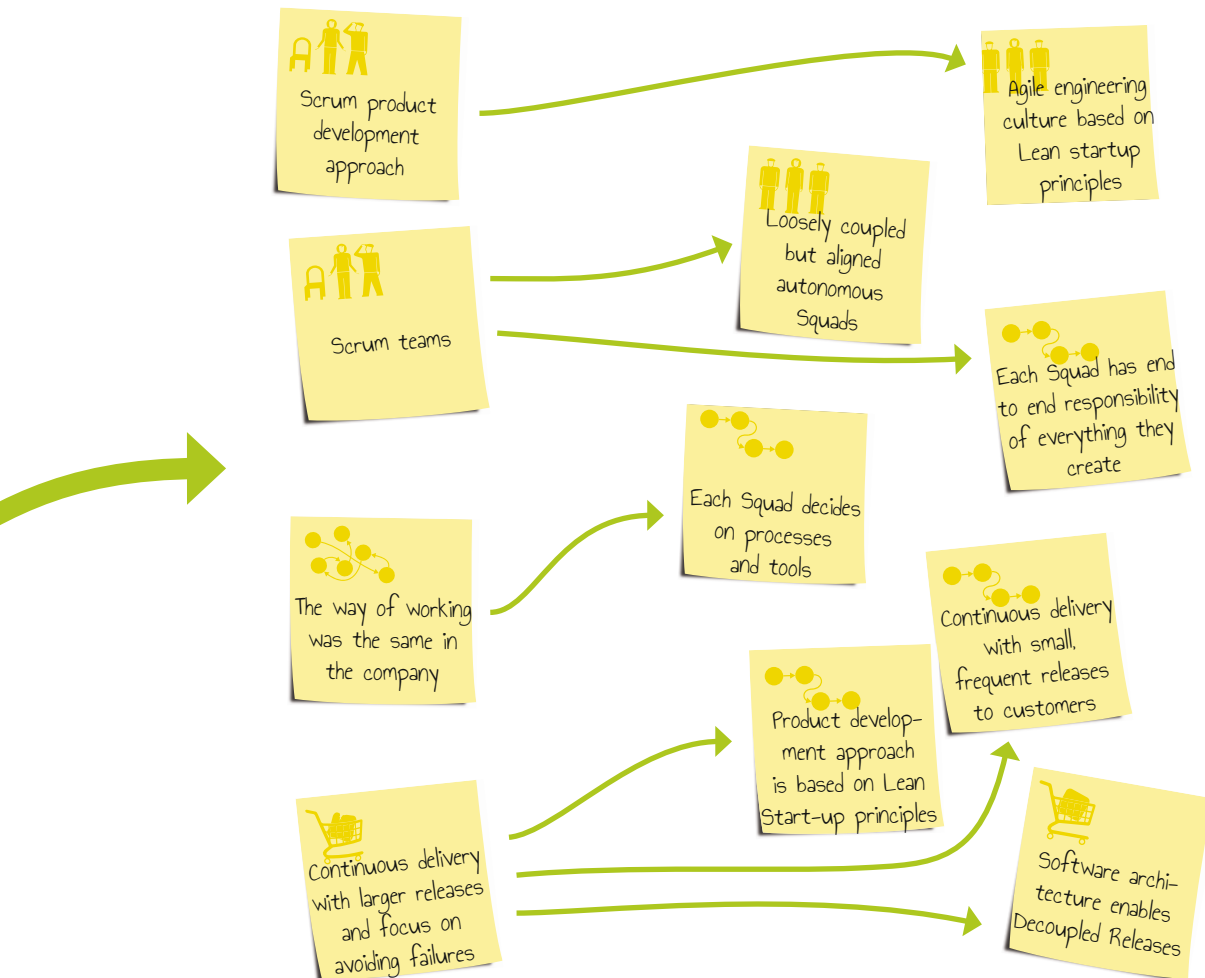 Scrum product
development
approach
Agile engineering
culture based on
Lean startup
principles
Loosely coupled
but aligned
autonomous
Squads
Scrum teams
Each Squad has end
to end responsibility
of everything they
create
Each Squad decides
on processes
and tools
The way of working
was the same in
the company
Continuous delivery
with small,
frequent releases
to customers
Product develop-
ment approach
is based on Lean
Start-up principles
Continuous delivery
with larger releases
and focus on
avoiding failures
Software archi-
tecture enables
Decoupled Releases